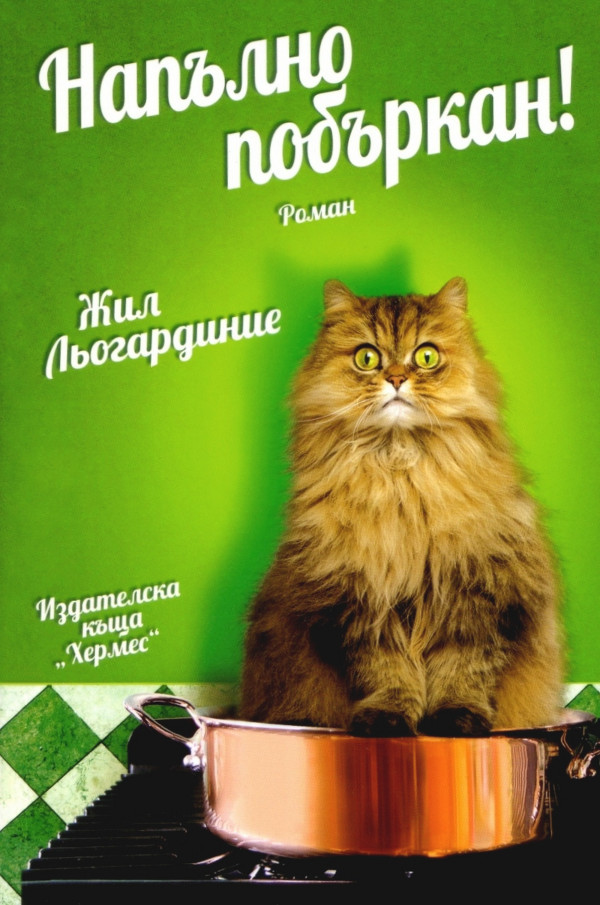 Напълно
побъркан!
Роман
Жил
Льогардиние
Издателска
къща
„Хермес“